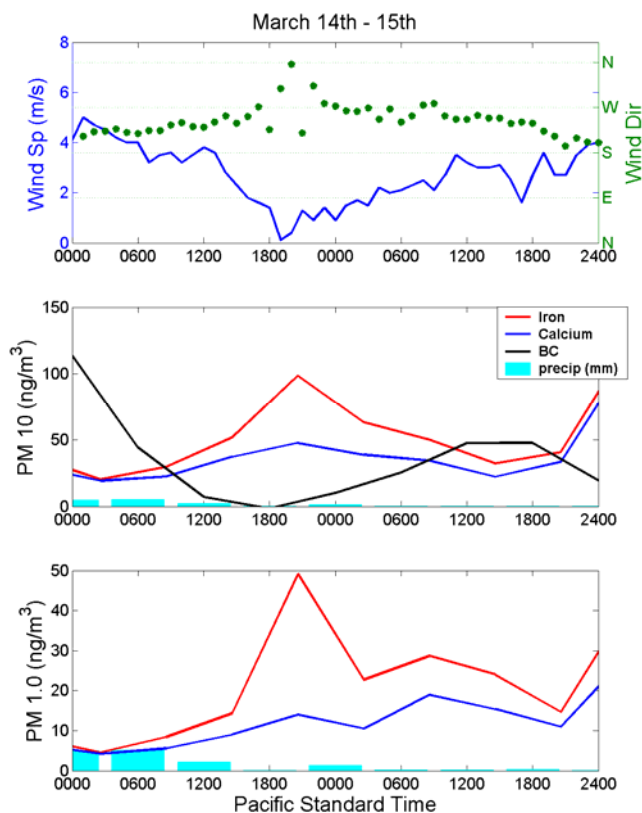 March 14th - 15th
Wind Sp (m/s)
8
6
4
2
0
N
W
S
E
N
Wind Dir
0000 0600 1200 1800 2400 0600 1200 1800 2400
PM 10 (ng/m3)
150
100
50
0
Iron
Calcium
BC
precip (mm)
0000 0600 1200 1800 0000 0600 1200 1800 2400
PM 1.0 (ng/m3)
50
40
30
20
10
0
0000 0600 1200 1800 0000 0600 1200 1800 2400
Pacific Standard Time